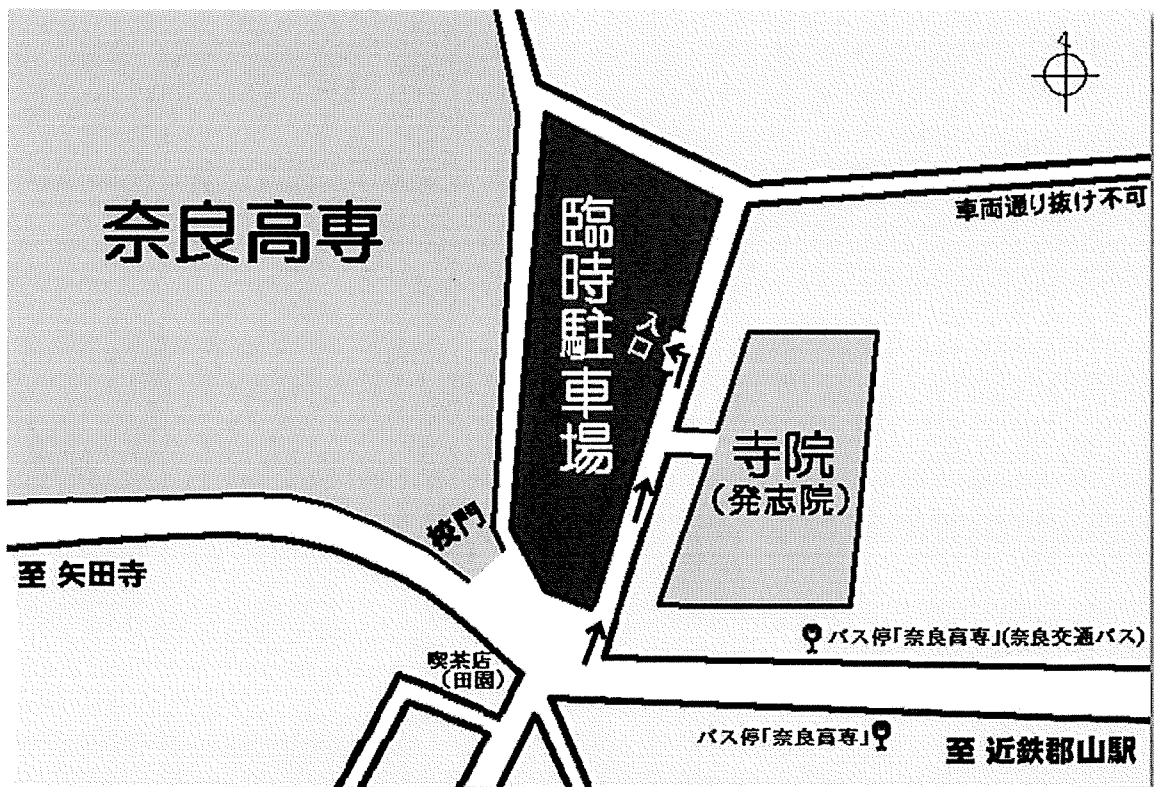 4
車両通り抜け不可
奈良高専
臨時駐車場
入口
寺院
(発志院)
校門
至 矢田寺
バス停「奈良高専」(奈良交通バス)
喫茶店
(田園)
バス停「奈良高専」
至 近鉄郡山駅